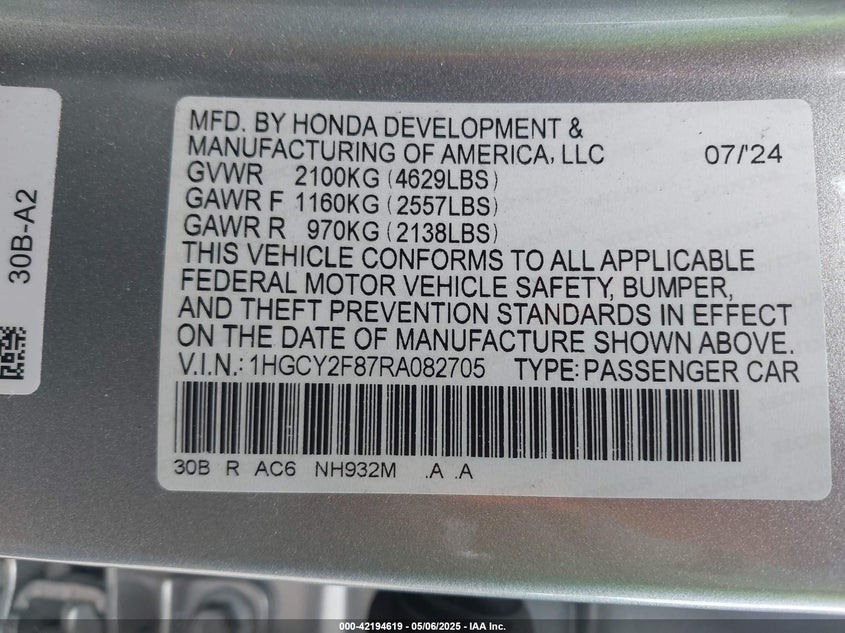 30B-A2
MFD. BY HONDA DEVELOPMENT &
MANUFACTURING OF AMERICA, LLC 07/'24
GVWR 2100KG (4629LBS)
GAWR F 1160KG (2557LBS)
GAWR R 970KG (2138LBS)
THIS VEHICLE CONFORMS TO ALL APPLICABLE
FEDERAL MOTOR VEHICLE SAFETY, BUMPER,
AND THEFT PREVENTION STANDARDS IN EFFECT
ON THE DATE OF MANUFACTURE SHOWN ABOVE.
V.I.N.: 1HGCY2F87RA082705 TYPE: PASSENGER CAR
30B R AC6 NH932M .A .A
000-42194619 - 05/06/2025 - IAA Inc.